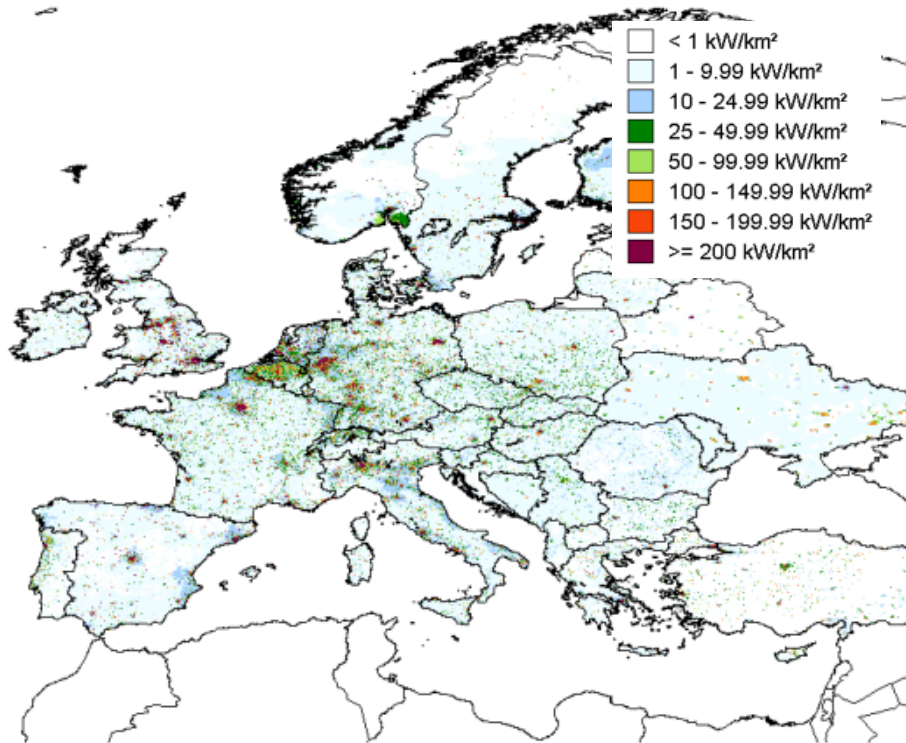 < 1 kW/km²
1 - 9.99 kW/km²
10 - 24.99 kW/km²
25 - 49.99 kW/km²
50 - 99.99 kW/km²
100 - 149.99 kW/km²
150 - 199.99 kW/km²
>= 200 kW/km²